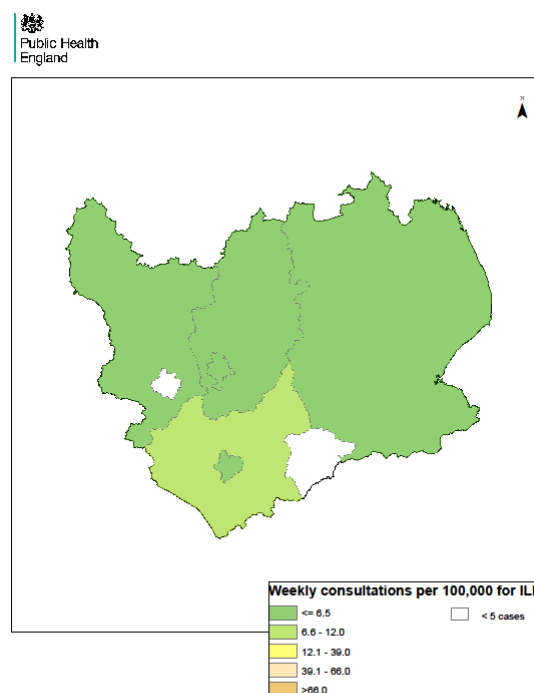 Public Health
England
N
Weekly consultations per 100,000 for ILI
<= 6.5
< 5 cases
6.6 - 12.0
12.1 - 39.0
39.1 - 66.0
>66.0